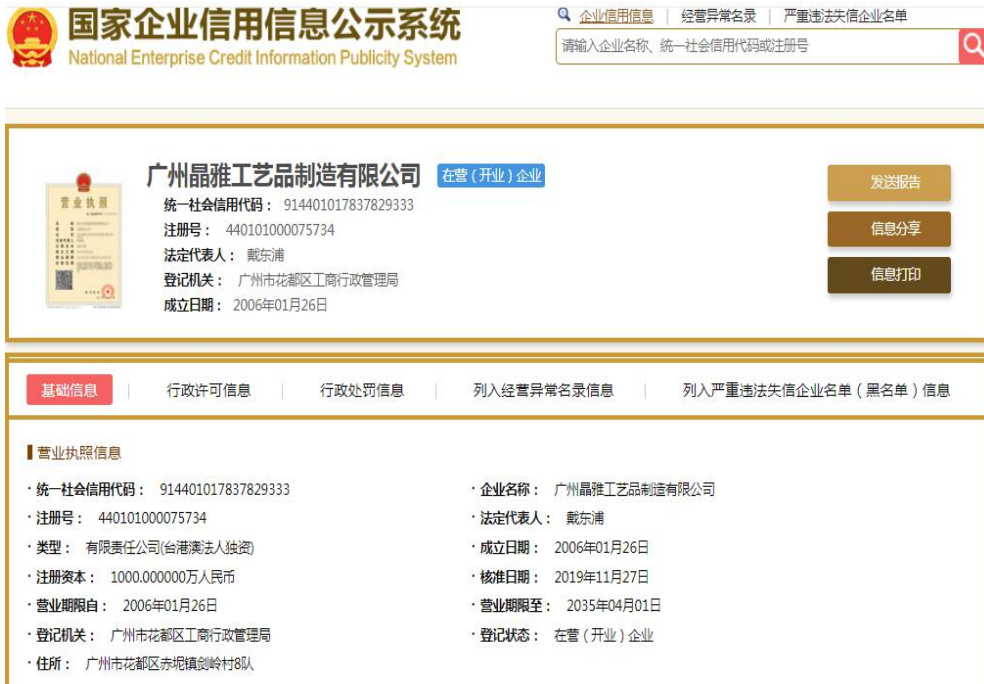 国家企业信用信息公示系统
National Enterprise Credit Information Publicity System
企业信用信息 | 经营异常名录 | 严重违法失信企业名单
请输入企业名称、统一社会信用代码或注册号
广州晶雅工艺品制造有限公司 在营（开业）企业
统一社会信用代码： 914401017837829333
注册号： 440101000075734
法定代表人： 戴东浦
登记机关： 广州市花都区工商行政管理局
成立日期： 2006年01月26日
营业执照
发送报告
信息分享
信息打印
基础信息 | 行政许可信息 | 行政处罚信息 | 列入经营异常名录信息 | 列入严重违法失信企业名单（黑名单）信息
营业执照信息
· 统一社会信用代码： 914401017837829333
· 企业名称： 广州晶雅工艺品制造有限公司
· 注册号： 440101000075734
· 法定代表人： 戴东浦
· 类型： 有限责任公司(台港澳法人独资)
· 成立日期： 2006年01月26日
· 注册资本： 1000.000000万人民币
· 核准日期： 2019年11月27日
· 营业期限自： 2006年01月26日
· 营业期限至： 2035年04月01日
· 登记机关： 广州市花都区工商行政管理局
· 登记状态： 在营（开业）企业
· 住所： 广州市花都区赤坭镇剑岭村8队